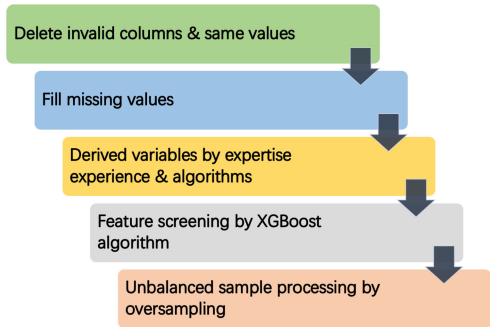 Delete invalid columns & same values
Fill missing values
Derived variables by expertise
experience & algorithms
Feature screening by XGBoost
algorithm
Unbalanced sample processing by
oversampling